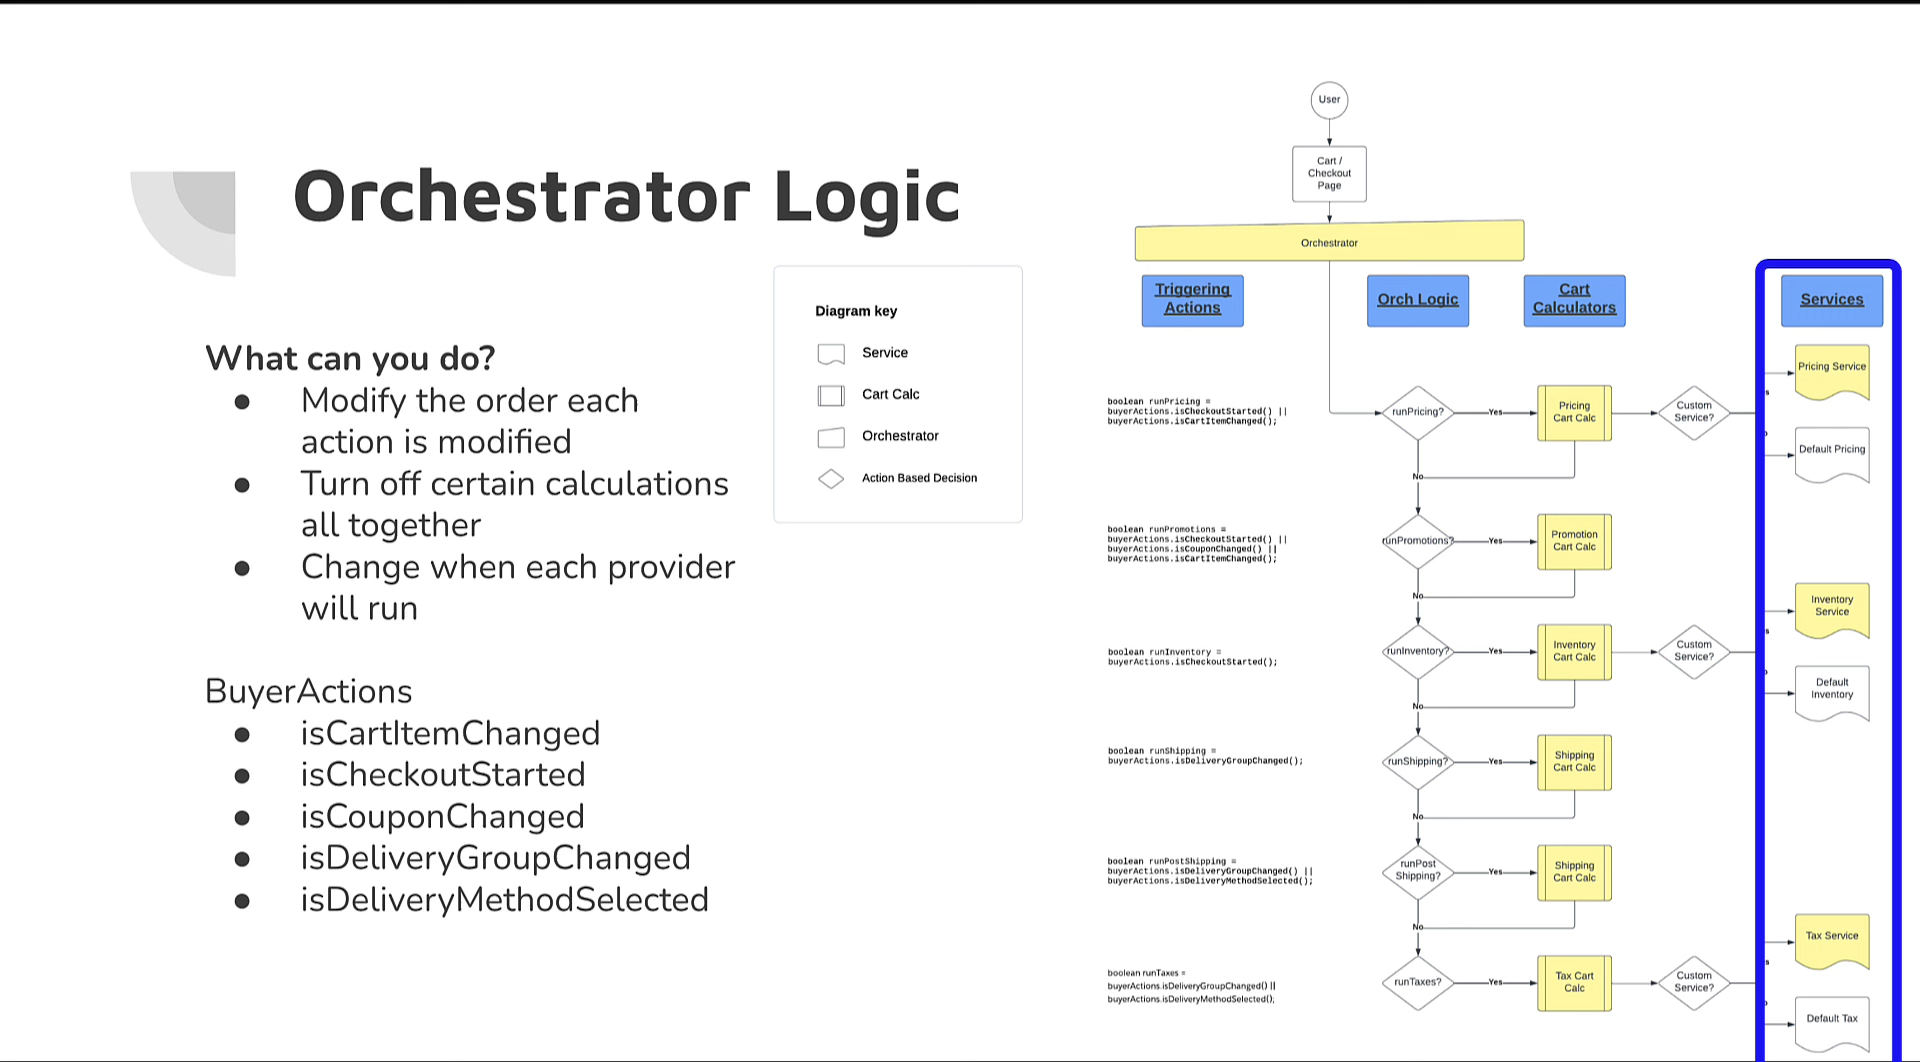 Orchestrator Logic
What can you do?
● Modify the order each
action is modified
● Turn off certain calculations
all together
● Change when each provider
will run
BuyerActions
● isCartItemChanged
● isCheckoutStarted
● isCouponChanged
● isDeliveryGroupChanged
● isDeliveryMethodSelected
Diagram key
Service
Cart Calc
Orchestrator
Action Based Decision
User
Cart /
Checkout
Page
Orchestrator
Triggering
Actions
Orch Logic
Cart
Calculators
Services
boolean runPricing =
buyerActions.isCheckoutStarted() ||
buyerActions.isCartItemChanged();
runPricing?
Yes
Pricing
Cart Calc
Custom
Service?
Pricing Service
Default Pricing
No
boolean runPromotions =
buyerActions.isCheckoutStarted() ||
buyerActions.isCouponChanged() ||
buyerActions.isCartItemChanged();
runPromotions?
Yes
Promotion
Cart Calc
No
boolean runInventory =
buyerActions.isCheckoutStarted();
runInventory?
Yes
Inventory
Cart Calc
Custom
Service?
Inventory
Service
Default
Inventory
No
boolean runShipping =
buyerActions.isDeliveryGroupChanged();
runShipping?
Yes
Shipping
Cart Calc
No
boolean runPostShipping =
buyerActions.isDeliveryGroupChanged() ||
buyerActions.isDeliveryMethodSelected();
runPost
Shipping?
Yes
Shipping
Cart Calc
No
boolean runTaxes =
buyerActions.isDeliveryGroupChanged() ||
buyerActions.isDeliveryMethodSelected();
runTaxes?
Yes
Tax Cart
Calc
Custom
Service?
Tax Service
Default Tax